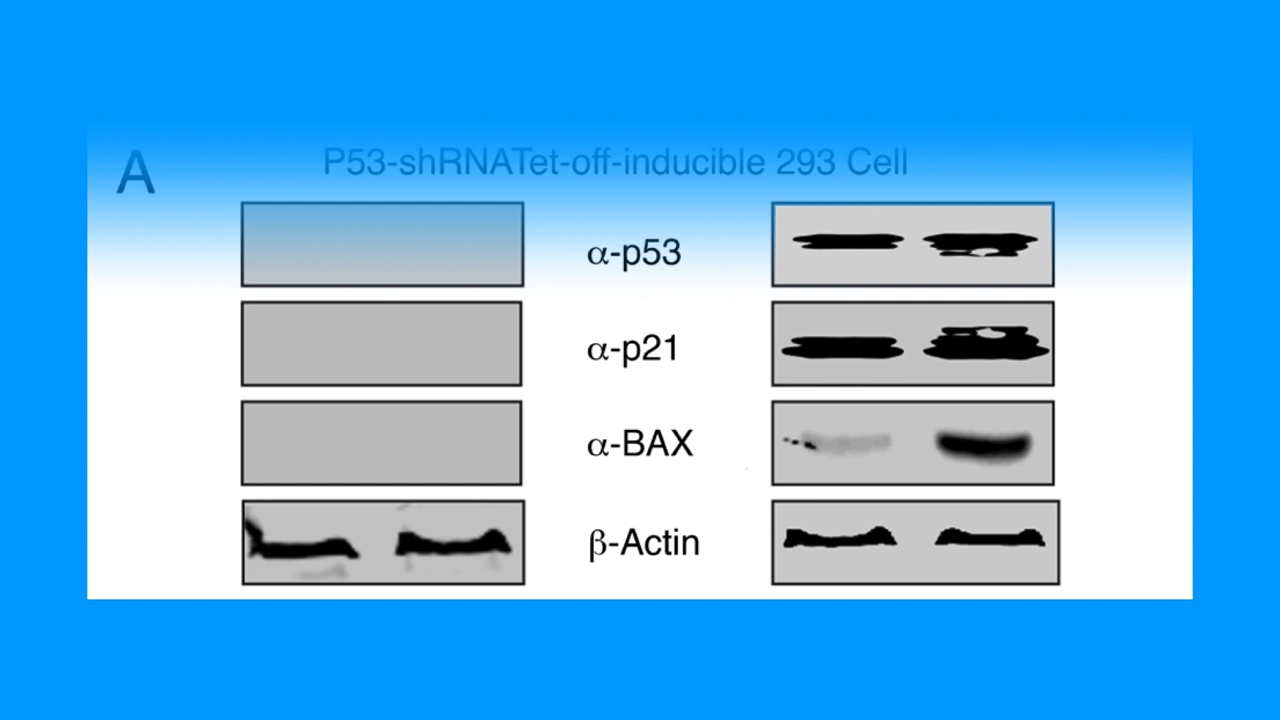 A
P53-shRNATet-off-inducible 293 Cell
α-p53
α-p21
α-BAX
β-Actin